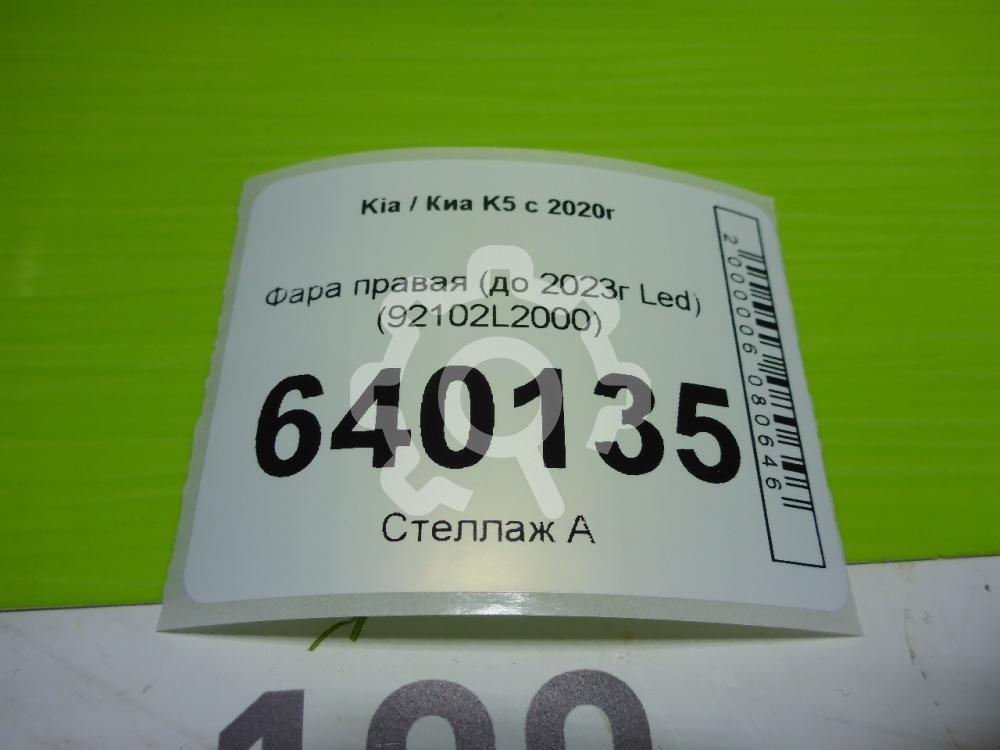 Kia / Киа K5 с 2020г
Фара правая (до 2023г Led)
(92102L2000)
640135
Стеллаж А
2000006080646